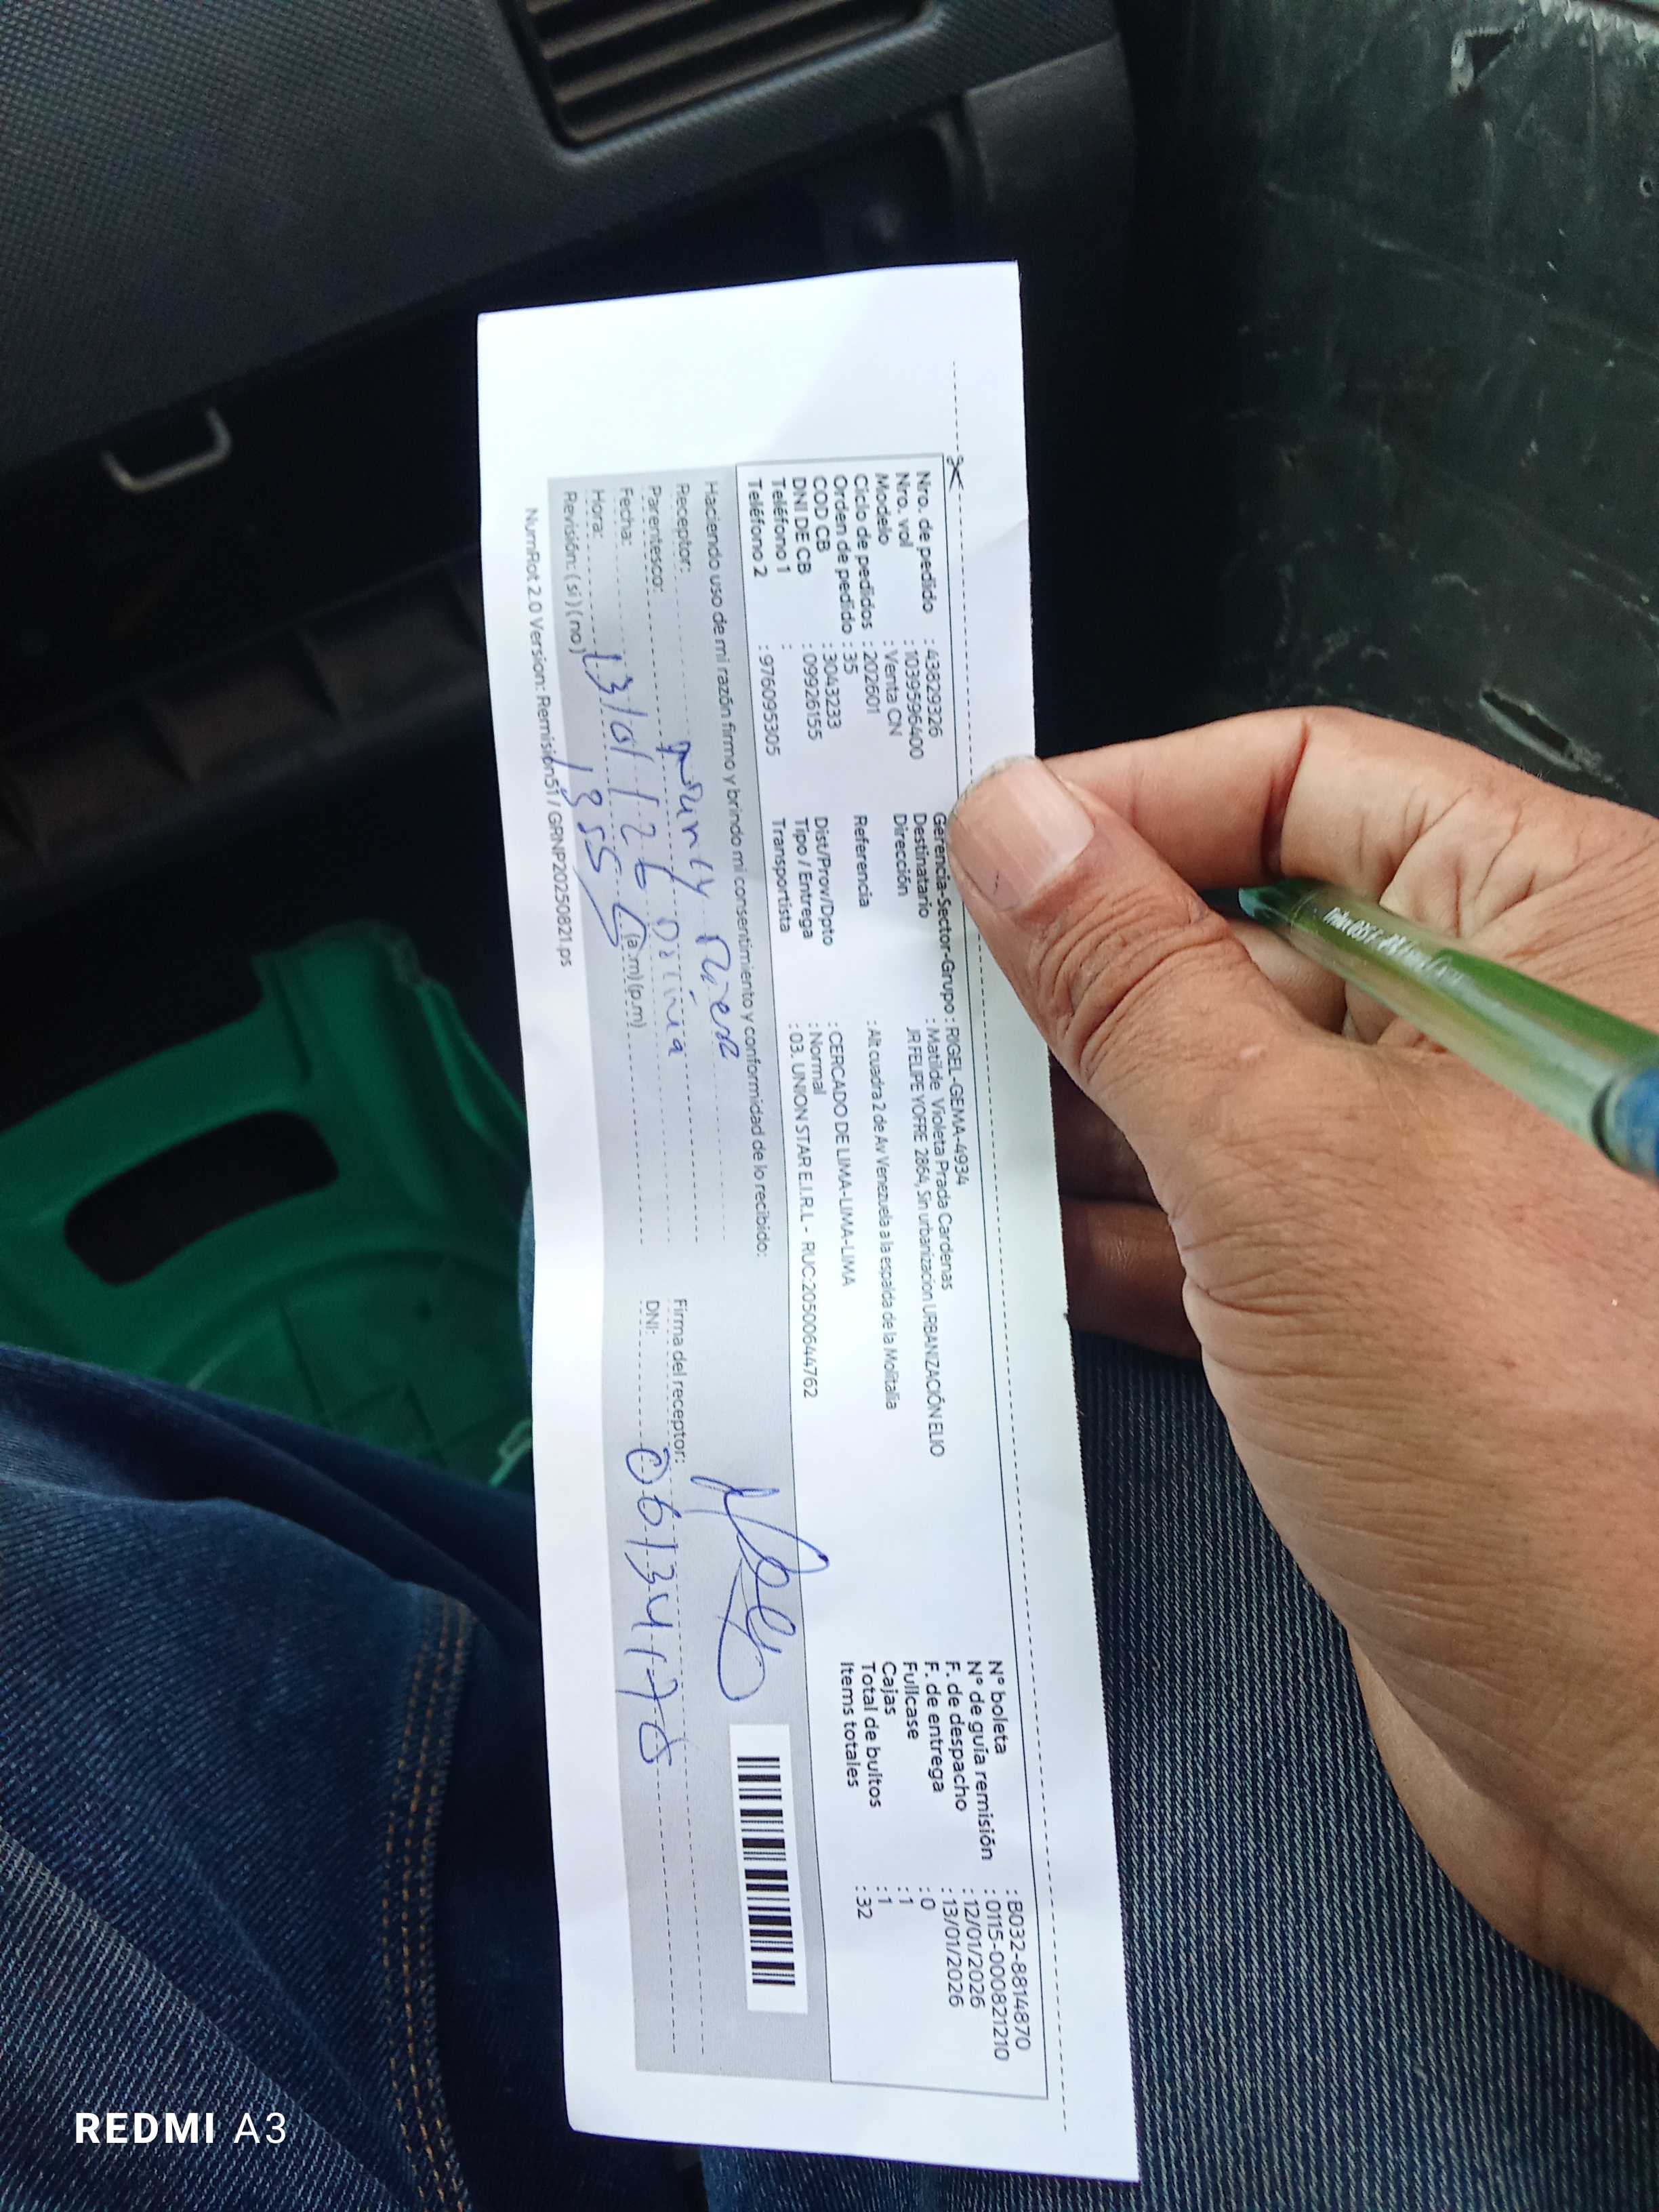 Nro. de pedido : 43829326
Nro. vol : 1039596400
Modelo : Venta CN
Ciclo de pedidos : 202601
Orden de pedido : 35
COD CB : 3043233
DNI DE CB : 09926155
Teléfono 1 :
Teléfono 2 : 976095305
Gerencia-Sector-Grupo : RIGEL-GEMA-4934
Destinatario : Matilde Violeta Prada Cardenas
Dirección JR FELIPE YOFRE 286A, Sin urbanización URBANIZACIÓN ELIO
Referencia : Alt cuadra 2 de Av Venezuela a la espalda de la Molitalia
Dist/Prov/Dpto : CERCADO DE LIMA-LIMA-LIMA
Tipo / Entrega : Normal
Transportista : 03. UNION STAR E.I.R.L - RUC:20500644762
N° boleta : B032-8814870
N° de guía remisión : 0115-000821210
F. de despacho : 12/01/2026
F. de entrega : 13/01/2026
Fullcase : 0
Cajas : 1
Total de bultos : 1
Items totales : 32
Haciendo uso de mi razón firmo y brindo mi consentimiento y conformidad de lo recibido:
Receptor: Nancy
Parentesco:
Fecha: 13/01/26
Hora: 1355 (a.m)(p.m)
Revisión: (si) (no)
Firma del receptor:
DNI: 06134178
NumRot 2.0 Version: Remision51 / GRNP20250821.ps
REDMI A3